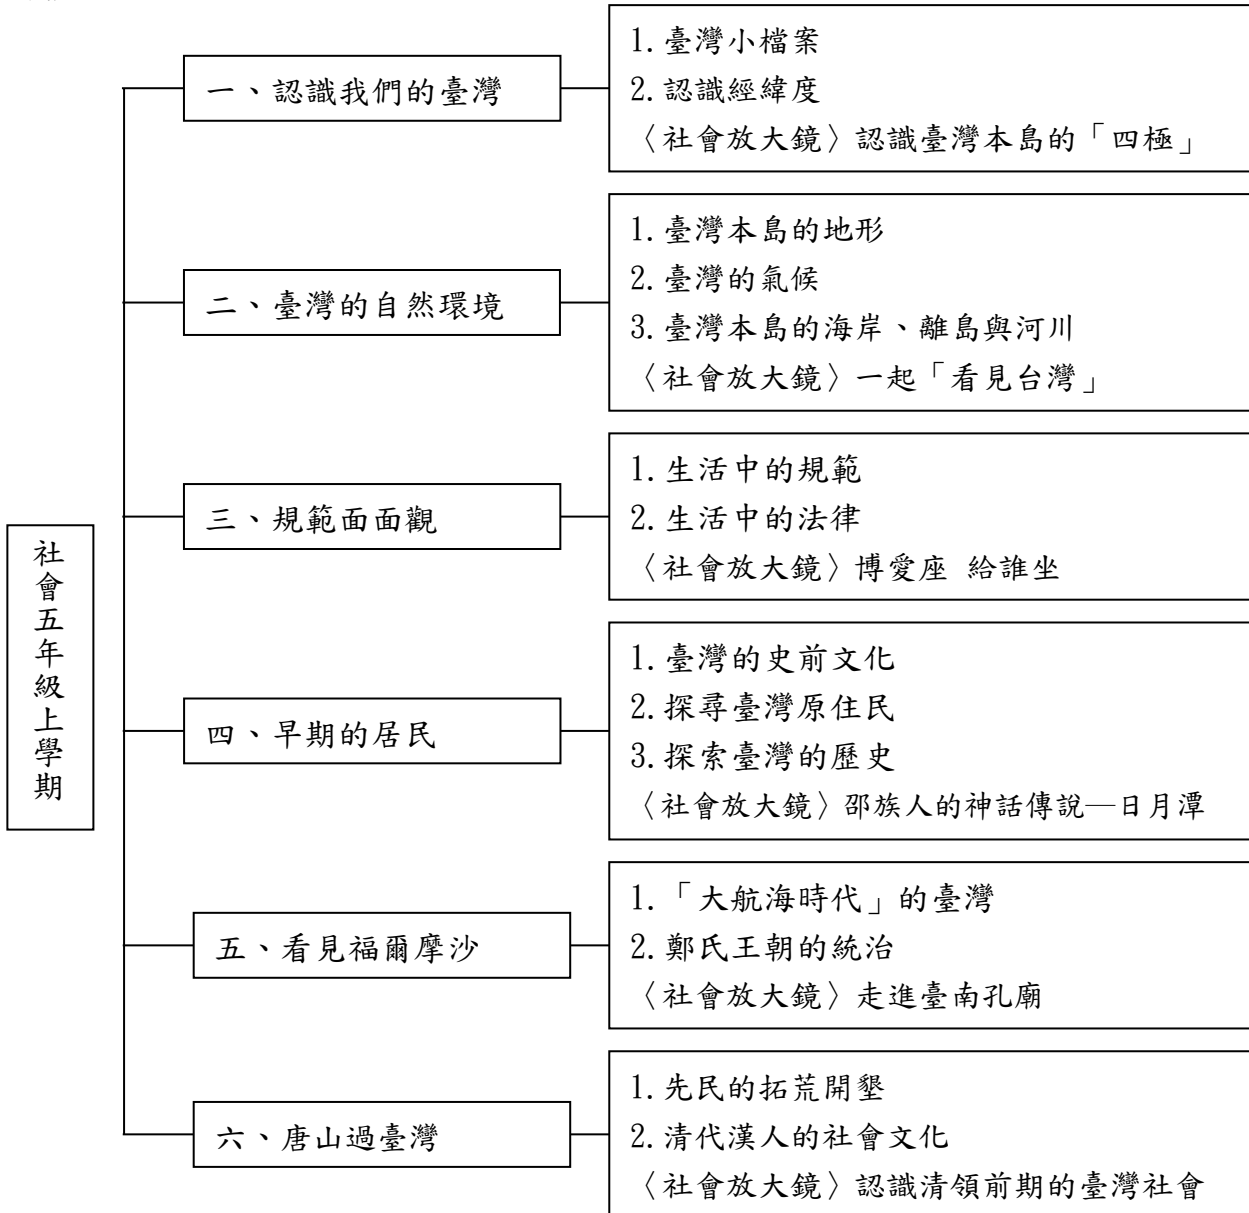 社會五年級上學期
一、認識我們的臺灣
1.臺灣小檔案
2.認識經緯度
〈社會放大鏡〉認識臺灣本島的「四極」
二、臺灣的自然環境
1.臺灣本島的地形
2.臺灣的氣候
3.臺灣本島的海岸、離島與河川
〈社會放大鏡〉一起「看見台灣」
三、規範面面觀
1.生活中的規範
2.生活中的法律
〈社會放大鏡〉博愛座 給誰坐
四、早期的居民
1.臺灣的史前文化
2.探尋臺灣原住民
3.探索臺灣的歷史
〈社會放大鏡〉邵族人的神話傳說—日月潭
五、看見福爾摩沙
1.「大航海時代」的臺灣
2.鄭氏王朝的統治
〈社會放大鏡〉走進臺南孔廟
六、唐山過臺灣
1.先民的拓荒開墾
2.清代漢人的社會文化
〈社會放大鏡〉認識清領前期的臺灣社會